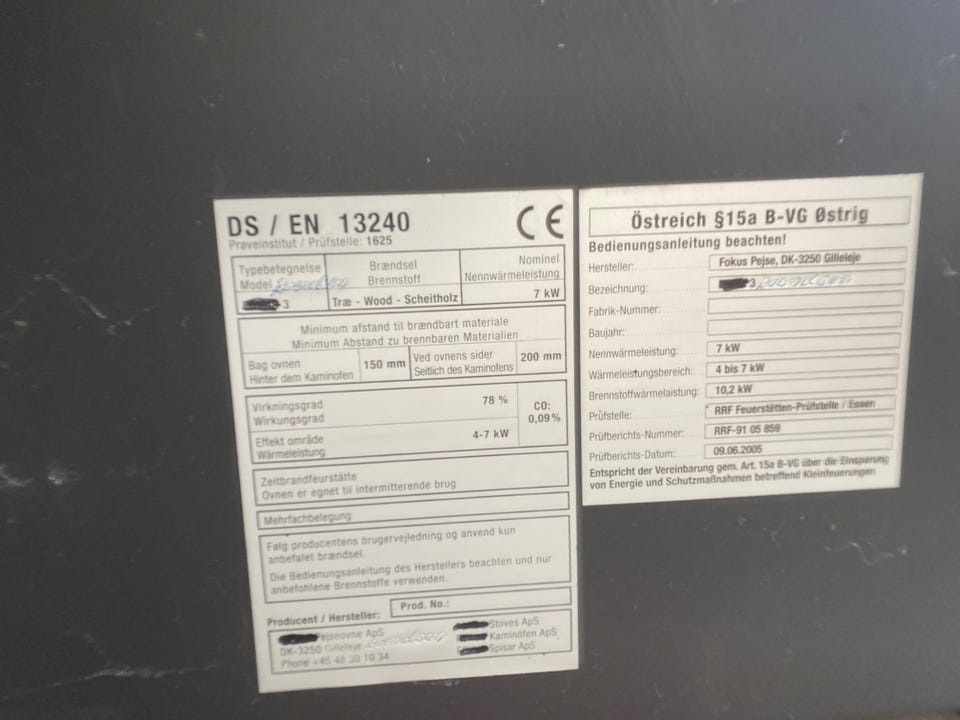 DS / EN 13240
CE
Prøveinstitut / Prüfstelle: 1625
Typebetegnelse
Model
3
Brændsel
Brennstoff
Træ - Wood - Scheitholz
Nominel
Nennwärmeleistung
7 kW
Minimum afstand til brændbart materiale
Minimum Abstand zu brennbaren Materialien
Bag ovnen
Hinter dem Kaminofen
150 mm
Ved ovnens sider
Seitlich des Kaminofens
200 mm
Virkningsgrad
Wirkungsgrad
78 %
Effekt område
Wärmeleistung
4-7 kW
CO:
0,09%
Zeitbrandfeurstätte
Ovnen er egnet til intermitterende brug
Mehrfachbelegung
Følg producentens brugervejledning og anvend kun
anbefalet brændsel.
Die Bedienungsanleitung des Herstellers beachten und nur
anbefohlene Brennstoffe verwenden.
Producent / Hersteller:
Prod. No.:
Pejseovne ApS
DK-3250 Gilleleje
Phone +45 48 30 10 34
Stoves ApS
Kaminöfen ApS
Spisar ApS
Östreich §15a B-VG Østrig
Bedienungsanleitung beachten!
Hersteller: Fokus Pejse, DK-3250 Gilleleje
Bezeichnung: 3
Fabrik-Nummer:
Baujahr:
Nennwärmeleistung: 7 kW
Wärmeleistungsbereich: 4 bis 7 kW
Brennstoffwärmleistung: 10,2 kW
Prüfstelle: RRF Feuerstetten-Prüfstelle / Essen
Prüfberichts-Nummer: RRF-91 05 859
Prüfberichts-Datum: 09.06.2005
Entspricht der Vereinbarung gem. Art. 15a B-VG über die Einsparung
von Energie und Schutzmaßnahmen betreffend Kleinfeuerungen